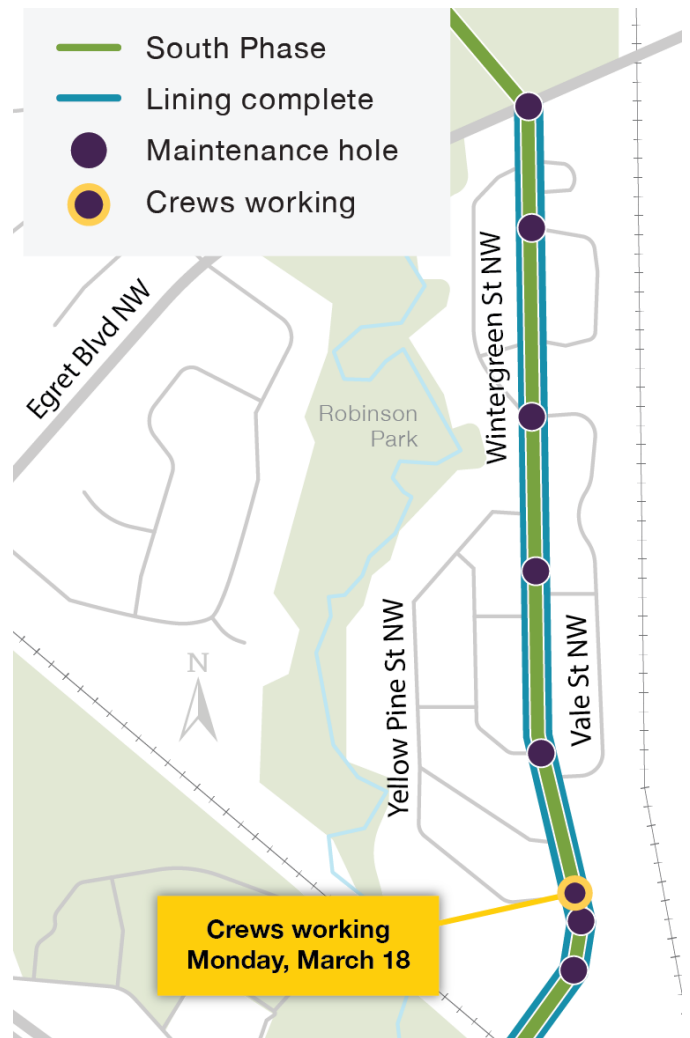 South Phase
Lining complete
Maintenance hole
Crews working
Egret Blvd NW
Wintergreen St NW
Robinson
Park
Yellow Pine St NW
Vale St NW
N
Crews working
Monday, March 18